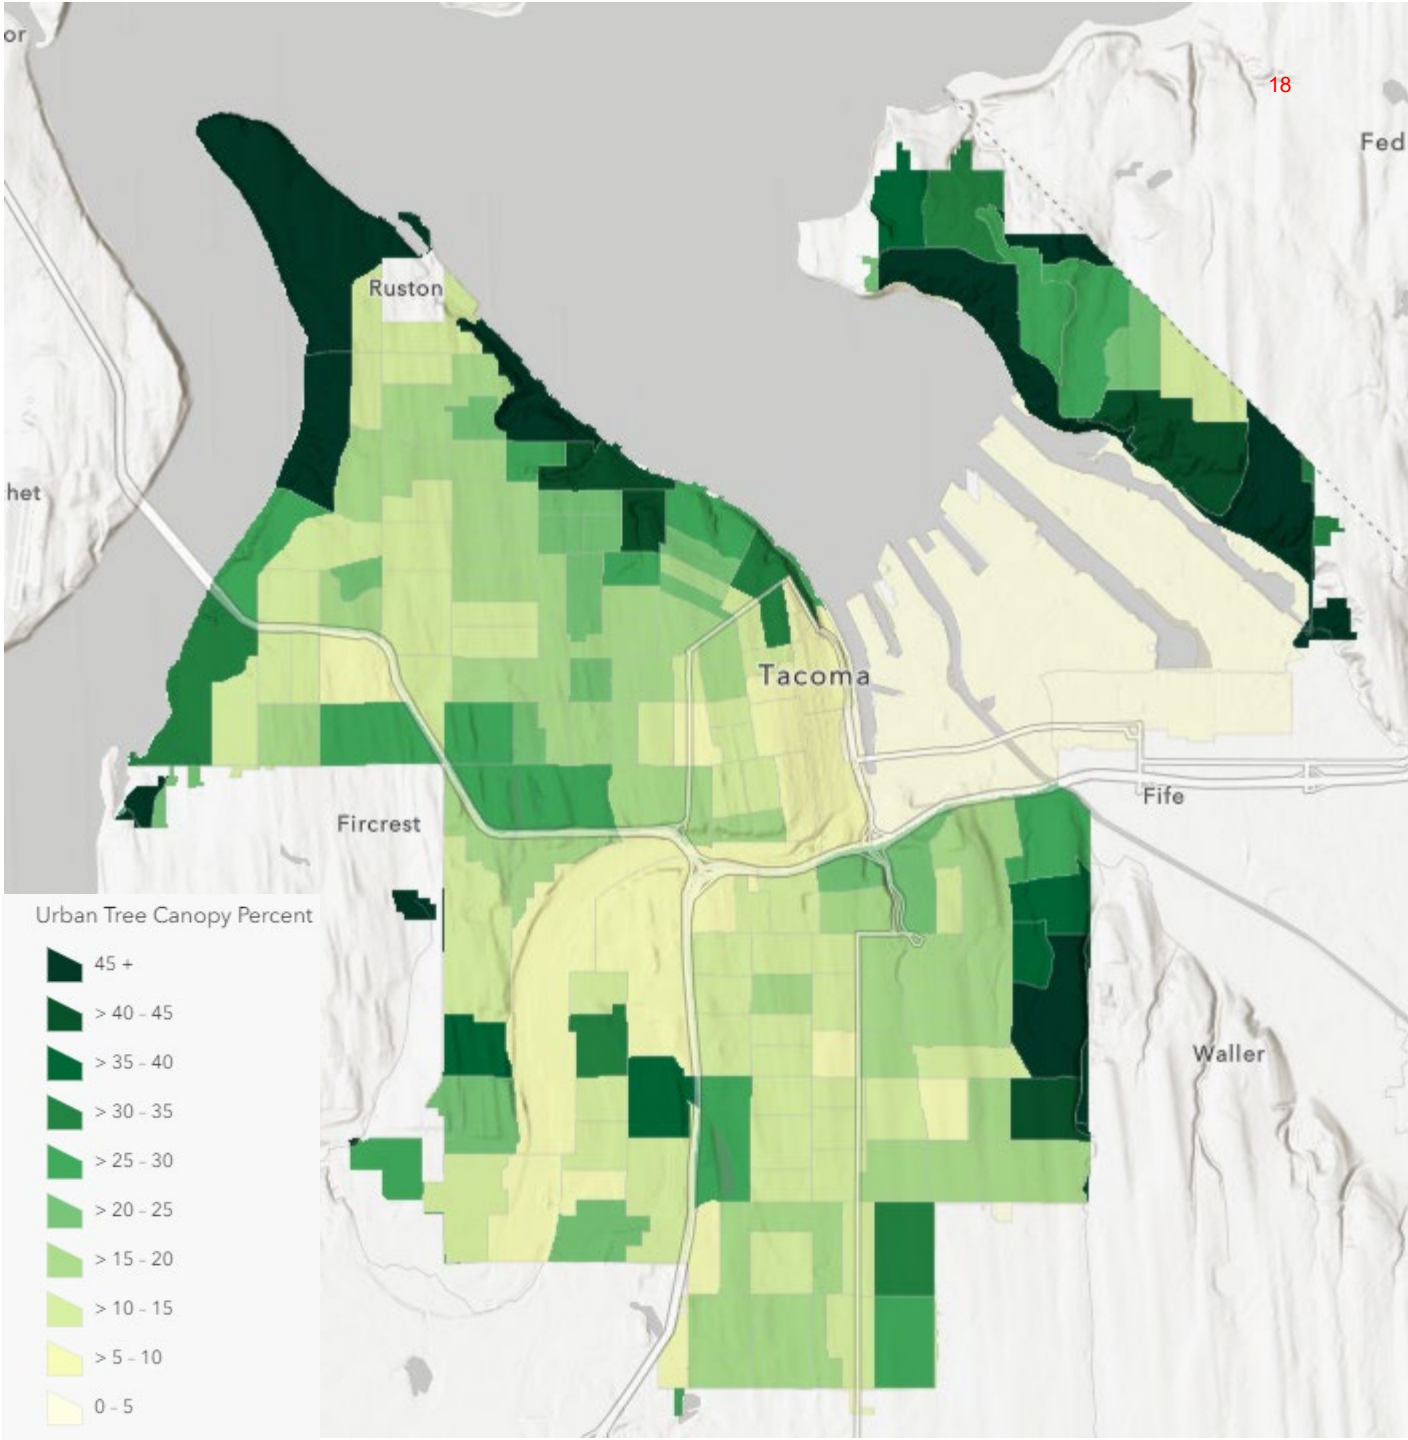 or
18
Fed
Ruston
het
Tacoma
Fife
Fircrest
Urban Tree Canopy Percent
45 +
> 40 - 45
> 35 - 40
> 30 - 35
> 25 - 30
> 20 - 25
> 15 - 20
> 10 - 15
> 5 - 10
0 - 5
Waller